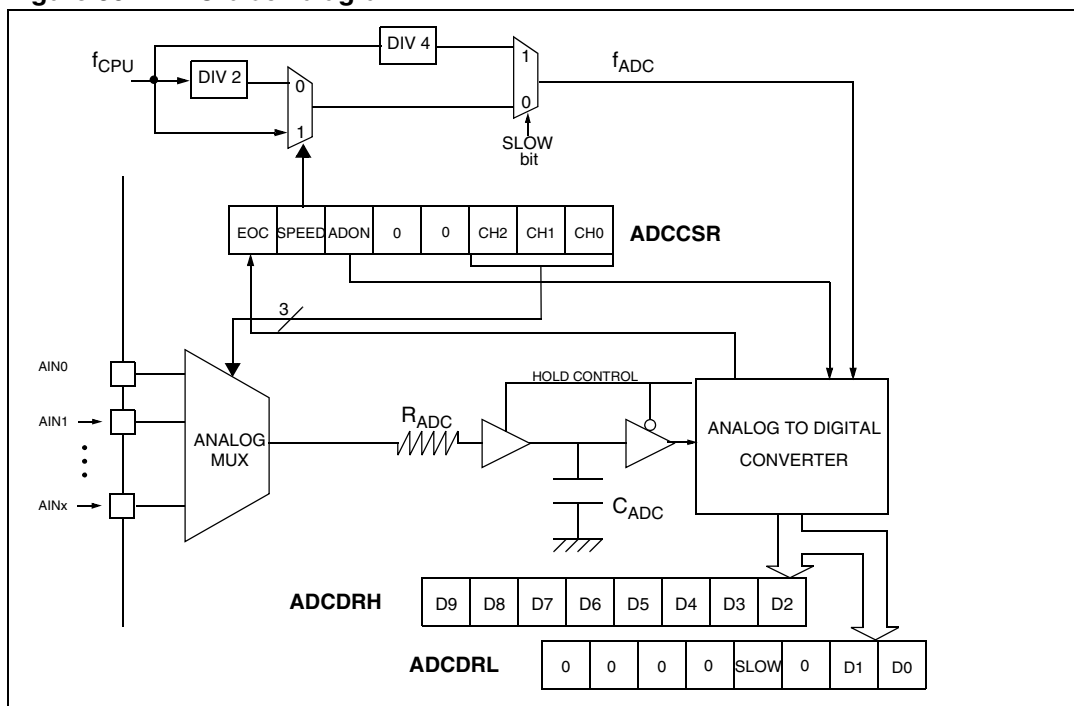 DIV 4
fCPU
DIV 2
0
1
1
0
fADC
SLOW
bit
EOC SPEED ADON 0 0 CH2 CH1 CH0 ADCCSR
3
AIN0
AIN1
AINx
ANALOG
MUX
RADC
HOLD CONTROL
CADC
ANALOG TO DIGITAL
CONVERTER
ADCDRH D9 D8 D7 D6 D5 D4 D3 D2
ADCDRL 0 0 0 0 SLOW 0 D1 D0